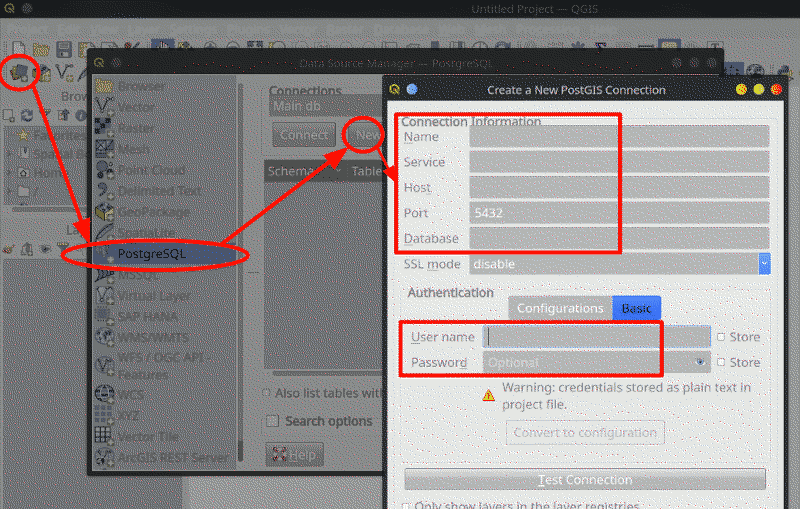 Untitled Project — QGIS
Data Source Manager — PostgreSQL
Browser
Vector
Raster
Mesh
Point Cloud
Delimited Text
GeoPackage
SpatiaLite
PostgreSQL
MSSQL
Virtual Layer
SAP HANA
WMS/WMTS
WFS / OGC API -
Features
WCS
XYZ
Vector Tile
ArcGIS REST Server
Favorites
Home
/
Connections
Main db
Connect
New
Schema
Table
Also list tables with
Search options
Help
Create a New PostGIS Connection
Connection Information
Name
Service
Host
Port 5432
Database
SSL mode disable
Authentication
Configurations Basic
User name Store
Password Optional Store
Warning: credentials stored as plain text in
project file.
Convert to configuration
Test Connection
Only show layers in the layer registries